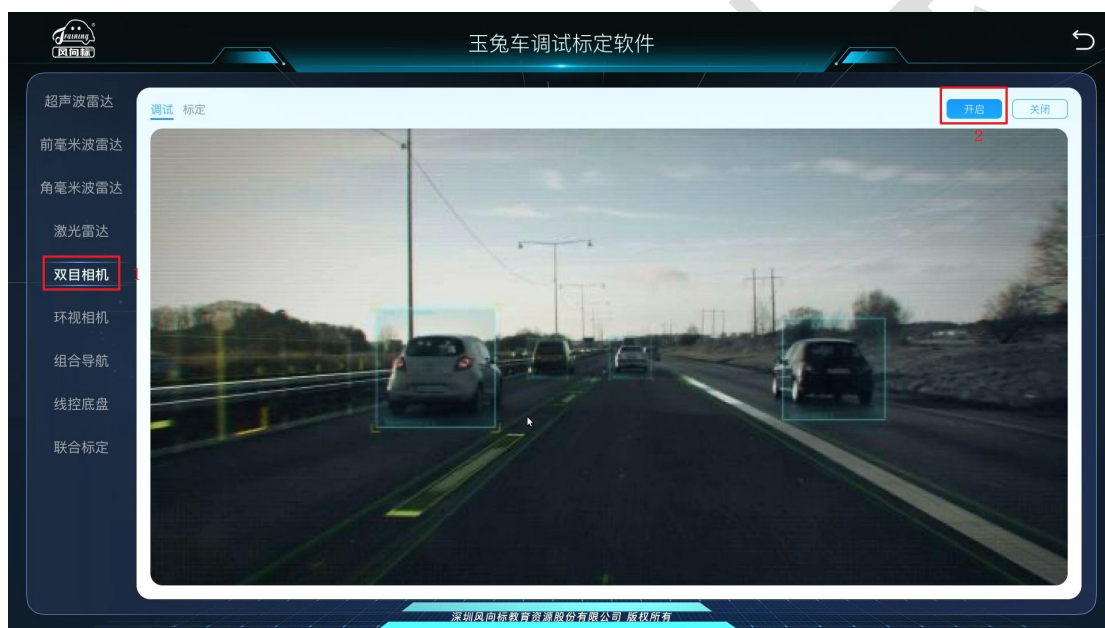 Training
风向标
玉兔车调试标定软件
超声波雷达
前毫米波雷达
角毫米波雷达
激光雷达
双目相机
1
环视相机
组合导航
线控底盘
联合标定
调试 标定
开启
关闭
2
深圳风向标教育资源股份有限公司 版权所有